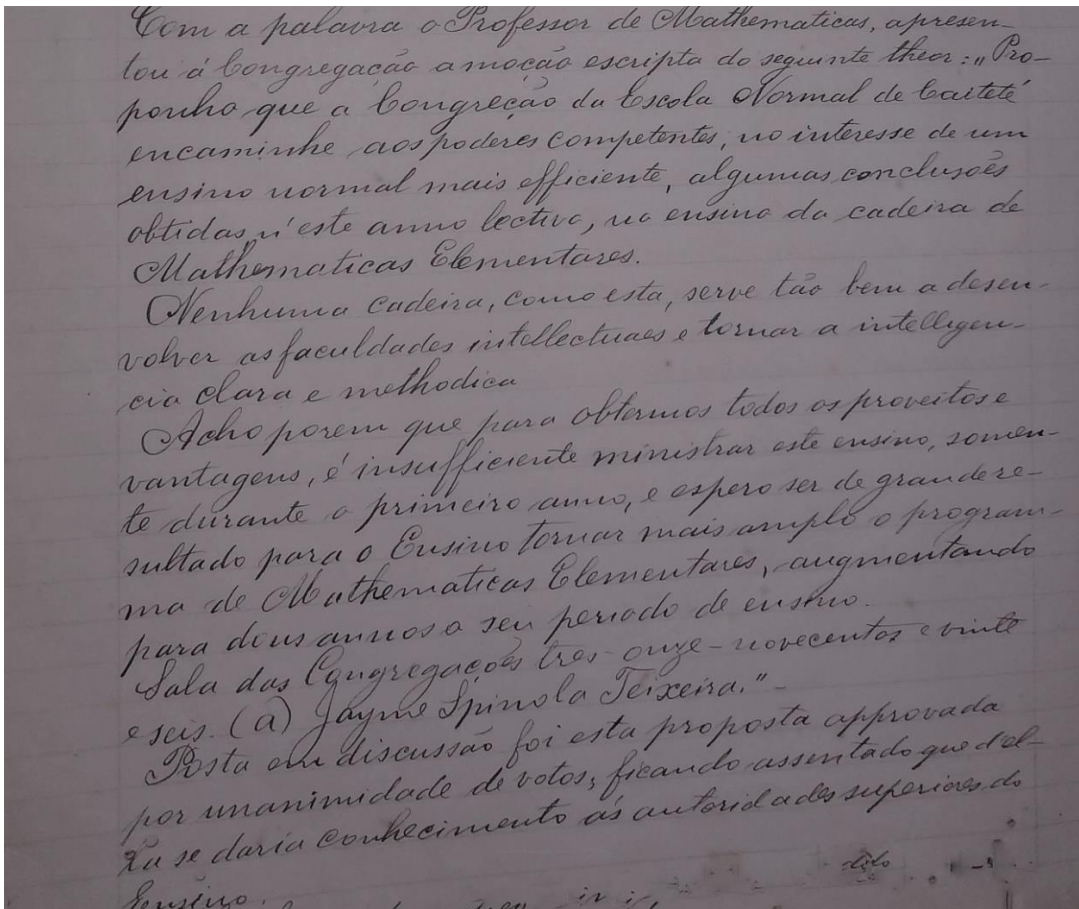 Com a palavra o Professor de Mathematicas, apresen-
tou á Congregação a moção escripta do seguinte theor: „Pro-
ponho que a Congreção da Escola Normal de Caiteté
encaminhe aos poderes competentes, no interesse de um
ensino normal mais efficiente, algumas conclusões
obtidas, n'este anno lectivo, no ensino da cadeira de
Mathematicas Elementares.
Nenhuma cadeira, como esta, serve tão bem a desen-
volver as faculdades intellectuaes e tornar a intelligen-
cia clara e methodica
Acho porem que para obtermos todos os proveitos e
vantagens, é insufficiente ministrar este ensino, somen-
te durante o primeiro anno, e espero ser de grande re-
sultado para o Ensino tornar mais amplo o program-
ma de Mathematicas Elementares, augmentando
para dous annos o seu periodo de ensino.
Sala das Congregações tres-onze-novecentos e vinte
e seis. (a) Jayme Spinola Teixeira."-
Posta em discussão foi esta proposta approvada
por unanimidade de votos, ficando assentado que d'el-
la se daria conhecimento ás autoridades superiores do
Ensino.